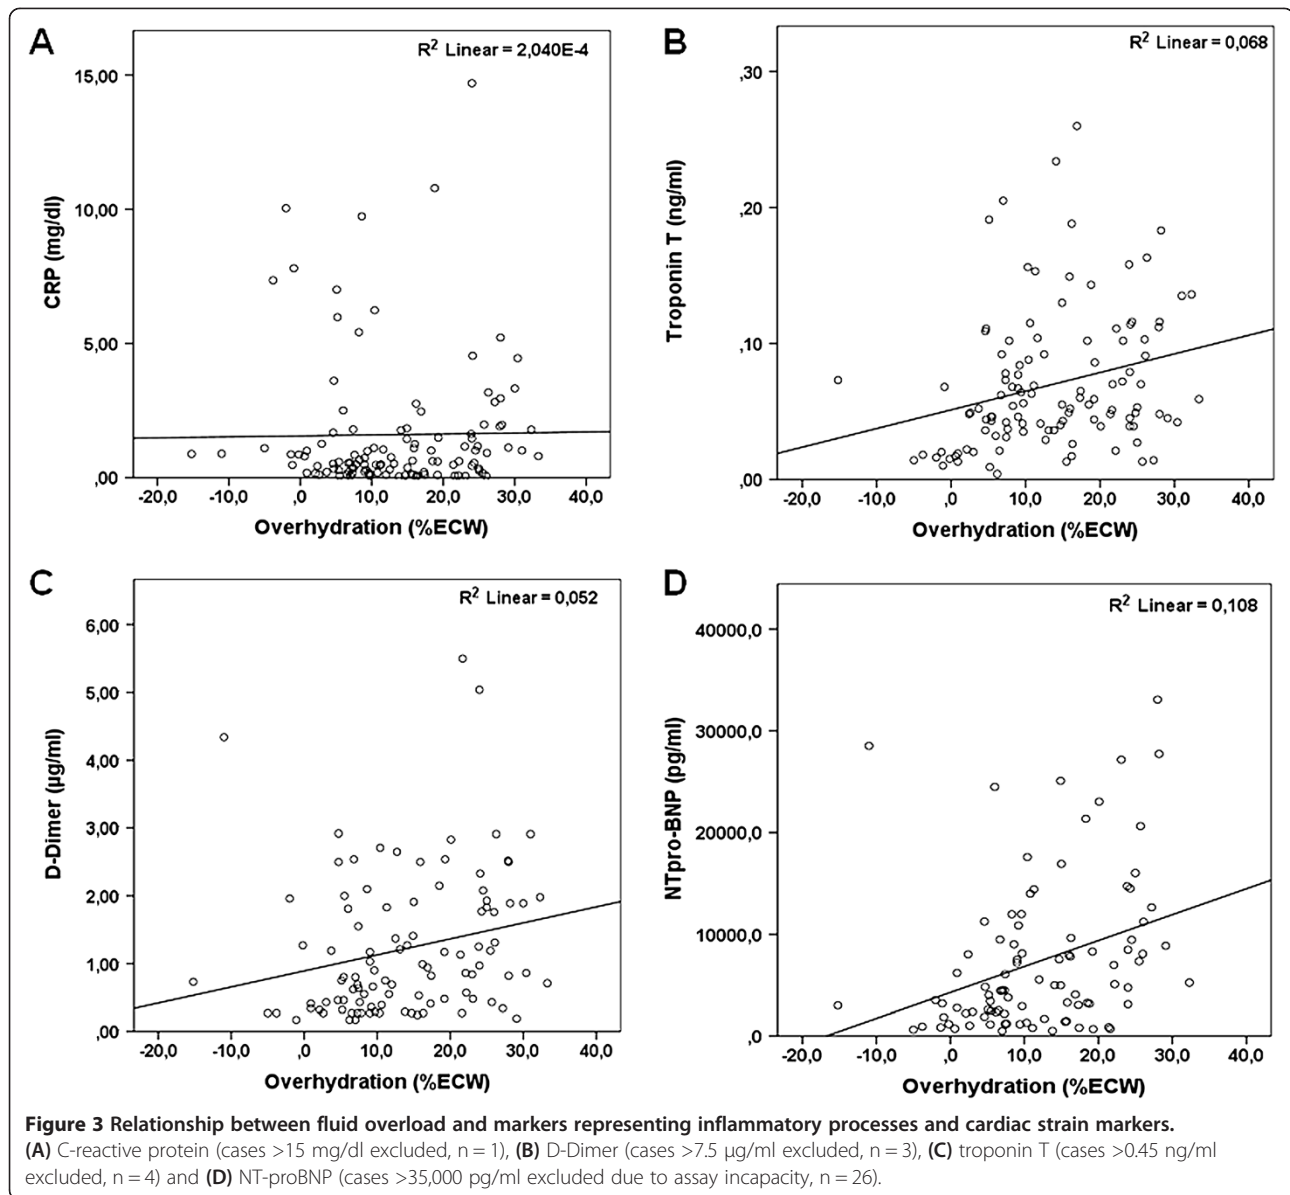 A
R² Linear = 2,040E-4
15,00
10,00
5,00
,00
CRP (mg/dl)
-20,0 -10,0 ,0 10,0 20,0 30,0 40,0
Overhydration (%ECW)
B
R² Linear = 0,068
,30
,20
,10
,00
Troponin T (ng/ml)
-20,0 -10,0 ,0 10,0 20,0 30,0 40,0
Overhydration (%ECW)
C
R² Linear = 0,052
6,00
5,00
4,00
3,00
2,00
1,00
,00
D-Dimer (µg/ml)
-20,0 -10,0 ,0 10,0 20,0 30,0 40,0
Overhydration (%ECW)
D
R² Linear = 0,108
40000,0
30000,0
20000,0
10000,0
,0
NTpro-BNP (pg/ml)
-20,0 -10,0 ,0 10,0 20,0 30,0 40,0
Overhydration (%ECW)
Figure 3 Relationship between fluid overload and markers representing inflammatory processes and cardiac strain markers.
(A) C-reactive protein (cases >15 mg/dl excluded, n = 1), (B) D-Dimer (cases >7.5 µg/ml excluded, n = 3), (C) troponin T (cases >0.45 ng/ml
excluded, n = 4) and (D) NT-proBNP (cases >35,000 pg/ml excluded due to assay incapacity, n = 26).